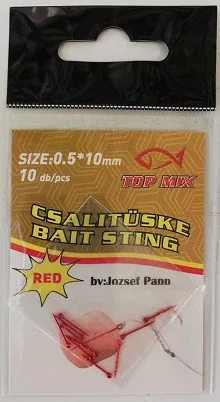 SIZE:0.5*10mm
10 db/pcs
TOP MIX
CSALITÜSKE
BAIT STING
RED
by:Jozsef Papp